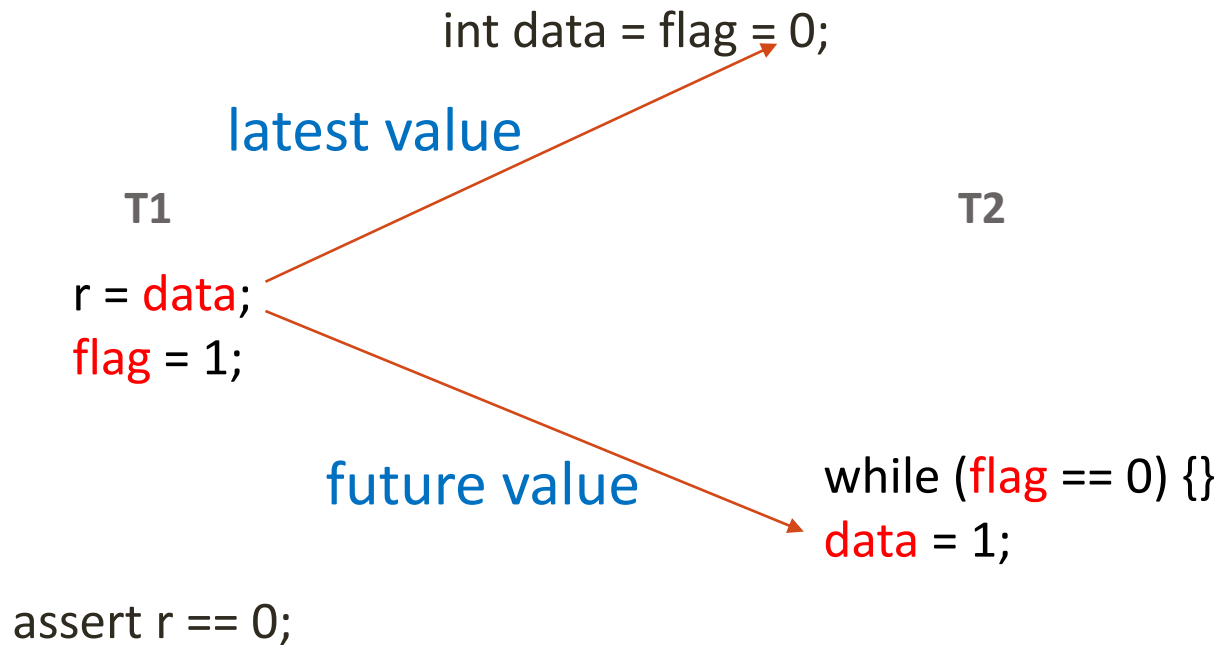 int data = flag = 0;
latest value
T1
T2
r = data;
flag = 1;
future value
while (flag == 0) {}
data = 1;
assert r == 0;